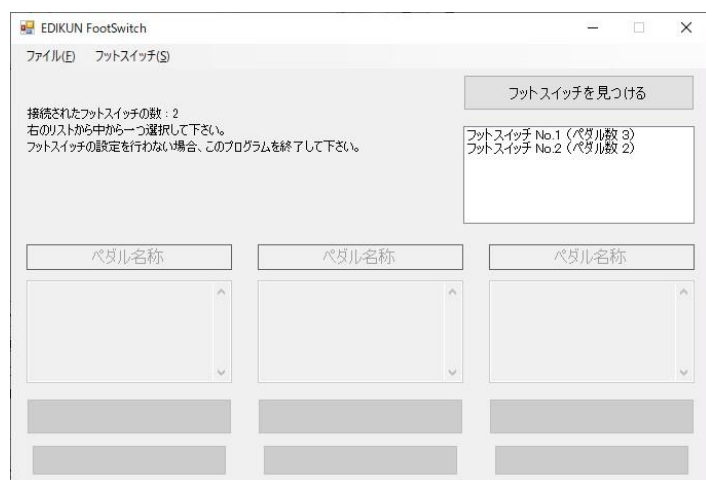 EDIKUN FootSwitch
ファイル(F) フットスイッチ(S)
フットスイッチを見つける
接続されたフットスイッチの数 : 2
右のリストから中から一つ選択して下さい。
フットスイッチの設定を行わない場合、このプログラムを終了して下さい。
フットスイッチ No.1 (ペダル数 3)
フットスイッチ No.2 (ペダル数 2)
ペダル名称 ペダル名称 ペダル名称